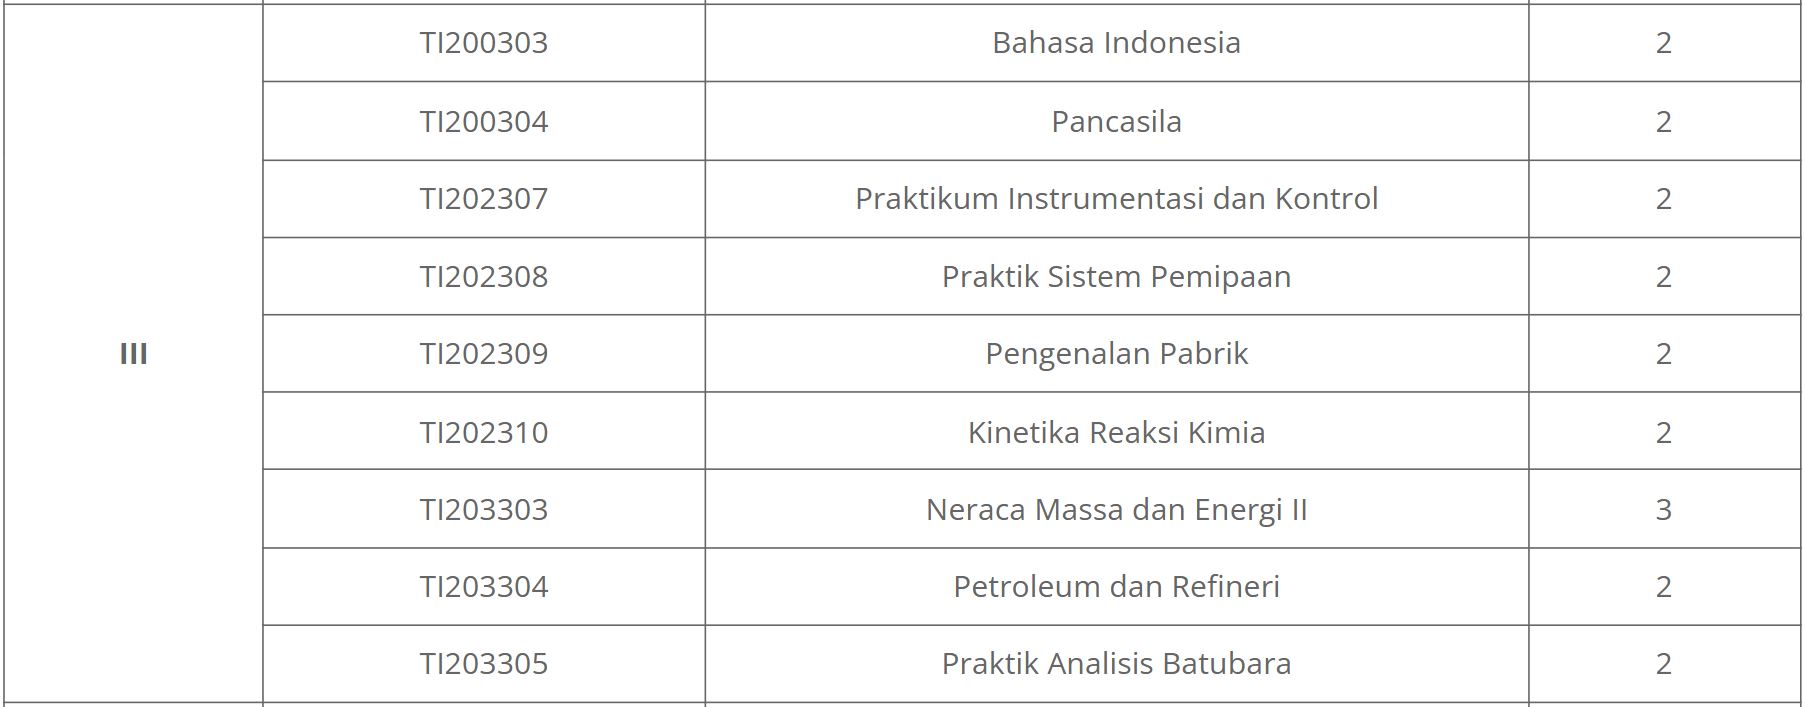 TI200303 Bahasa Indonesia 2
TI200304 Pancasila 2
TI202307 Praktikum Instrumentasi dan Kontrol 2
TI202308 Praktik Sistem Pemipaan 2
III TI202309 Pengenalan Pabrik 2
TI202310 Kinetika Reaksi Kimia 2
TI203303 Neraca Massa dan Energi II 3
TI203304 Petroleum dan Refineri 2
TI203305 Praktik Analisis Batubara 2